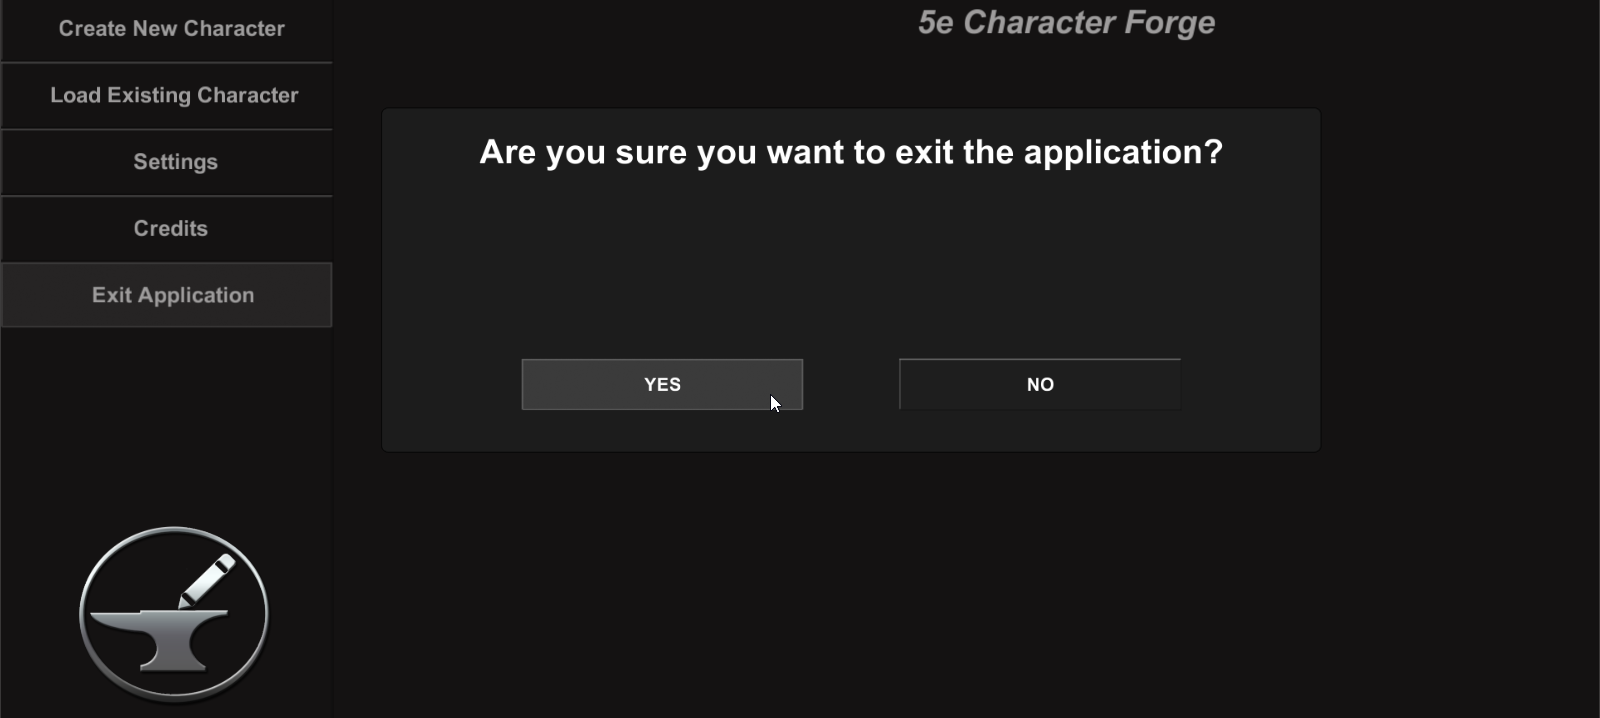 Create New Character
Load Existing Character
Settings
Credits
Exit Application
5e Character Forge
Are you sure you want to exit the application?
YES
NO